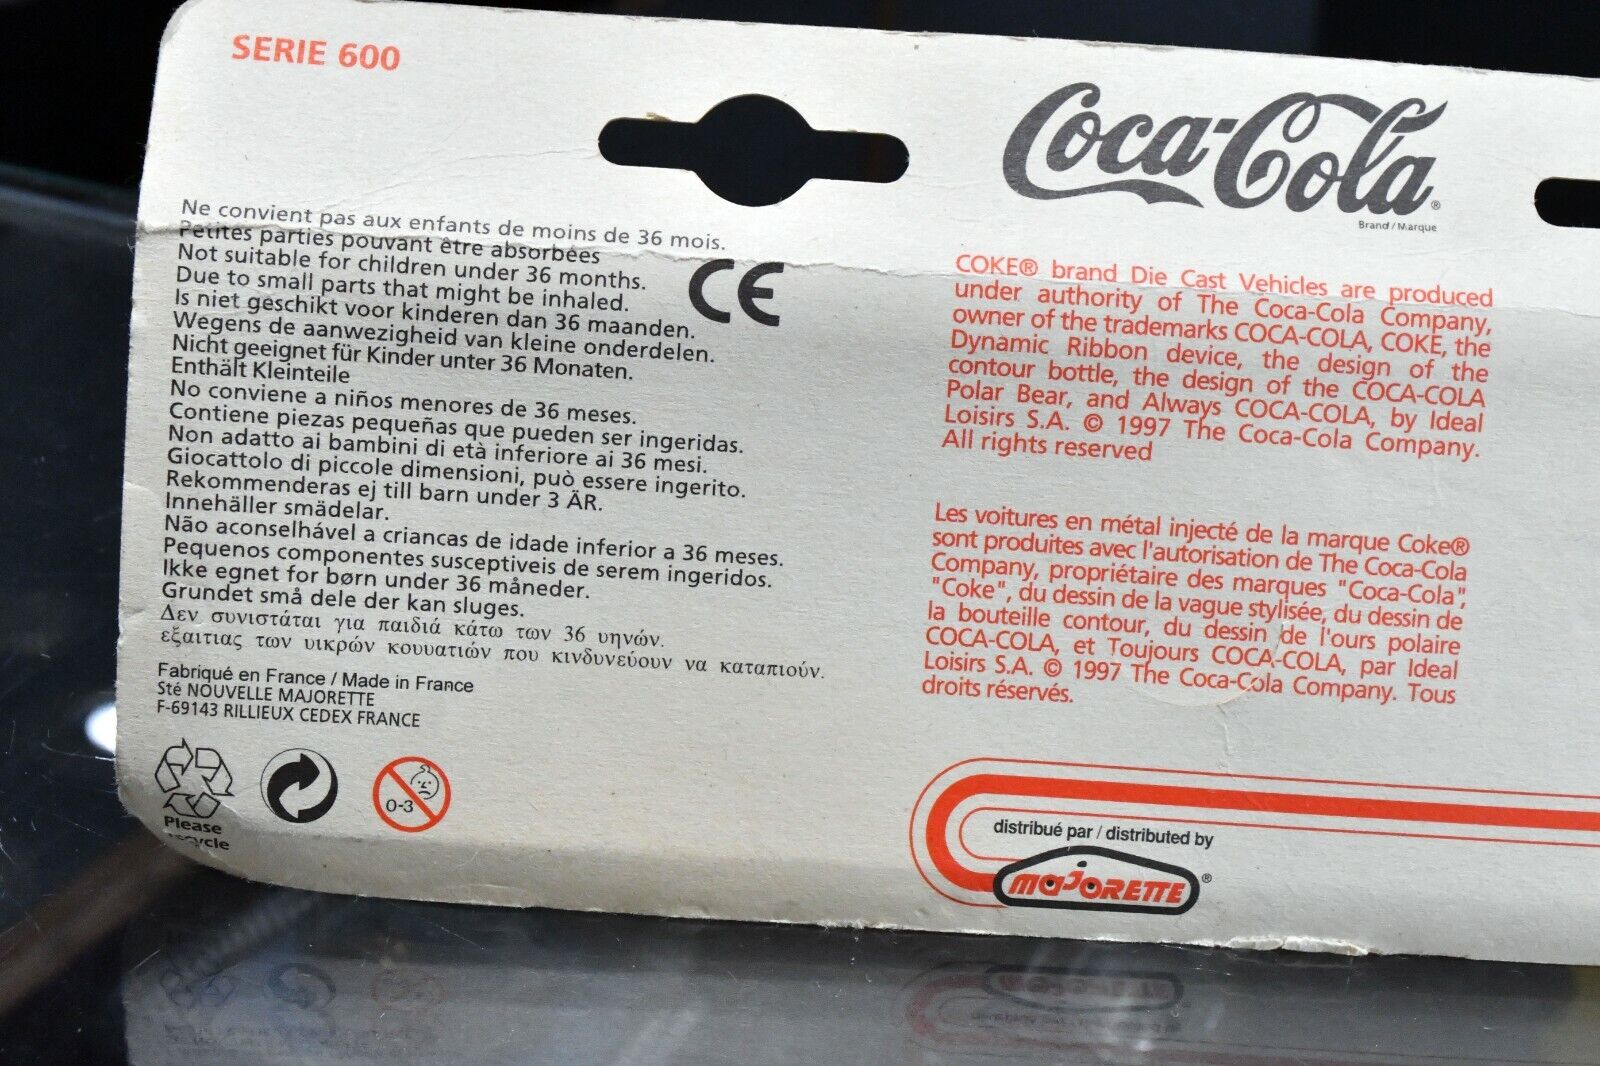 SERIE 600
Ne convient pas aux enfants de moins de 36 mois.
Petites parties pouvant être absorbées
Not suitable for children under 36 months.
Due to small parts that might be inhaled.
Is niet geschikt voor kinderen dan 36 maanden.
Wegens de aanwezigheid van kleine onderdelen.
Nicht geeignet für Kinder unter 36 Monaten.
Enthält Kleinteile
No conviene a niños menores de 36 meses.
Contiene piezas pequeñas que pueden ser ingeridas.
Non adatto ai bambini di età inferiore ai 36 mesi.
Giocattolo di piccole dimensioni, può essere ingerito.
Rekommenderas ej till barn under 3 ÄR.
Innehäller smädelar.
Não aconselhável a criancas de idade inferior a 36 meses.
Pequenos componentes susceptiveis de serem ingeridos.
Ikke egnet for børn under 36 måneder.
Grundet små dele der kan sluges.
Δεν συνιστάται για παιδιά κάτω των 36 υηνών.
εξαιτιας των υικρών κουυατιών που κινδυνεύουν να καταπιούν.
Fabriqué en France / Made in France
Sté NOUVELLE MAJORETTE
F-69143 RILLIEUX CEDEX FRANCE
CE
Please
recycle
0-3
Coca-Cola®
Brand / Marque
COKE® brand Die Cast Vehicles are produced
under authority of The Coca-Cola Company,
owner of the trademarks COCA-COLA, COKE, the
Dynamic Ribbon device, the design of the
contour bottle, the design of the COCA-COLA
Polar Bear, and Always COCA-COLA, by Ideal
Loisirs S.A. © 1997 The Coca-Cola Company.
All rights reserved
Les voitures en métal injecté de la marque Coke®
sont produites avec l'autorisation de The Coca-Cola
Company, propriétaire des marques "Coca-Cola",
"Coke", du dessin de la vague stylisée, du dessin de
la bouteille contour, du dessin de l'ours polaire
COCA-COLA, et Toujours COCA-COLA, par Ideal
Loisirs S.A. © 1997 The Coca-Cola Company. Tous
droits réservés.
distribué par / distributed by
majorette®